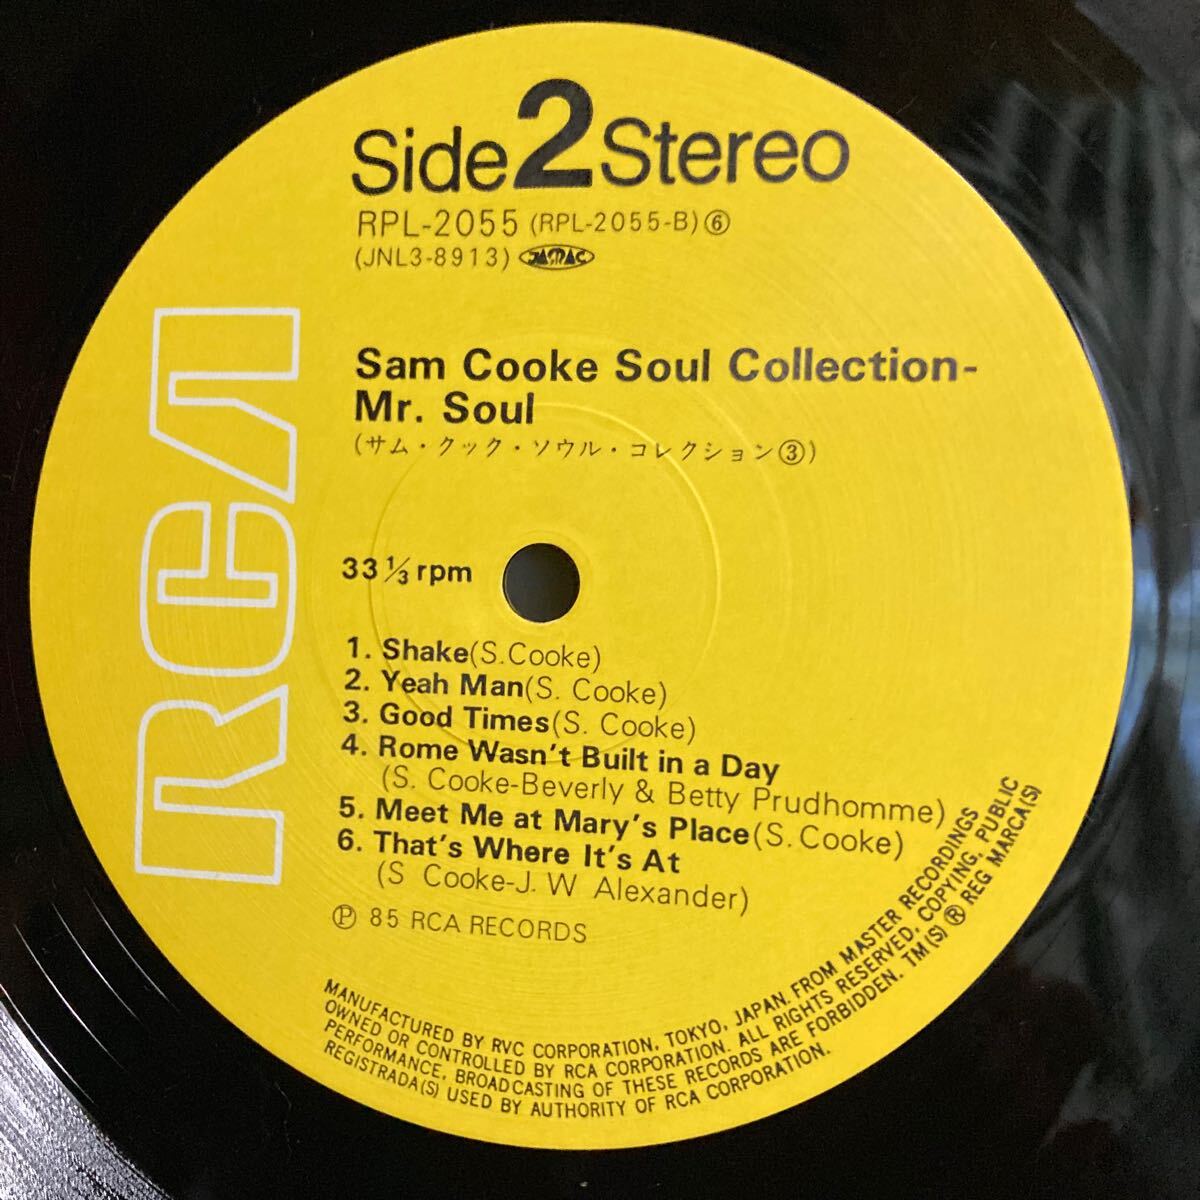 Side 2 Stereo
RPL-2055 (RPL-2055-B)⑥
(JNL3-8913) JASRAC
RCA
Sam Cooke Soul Collection-
Mr. Soul
(サム・クック・ソウル・コレクション③)
33 1/3 rpm
1. Shake(S.Cooke)
2. Yeah Man(S. Cooke)
3. Good Times(S. Cooke)
4. Rome Wasn't Built in a Day
(S. Cooke-Beverly & Betty Prudhomme)
5. Meet Me at Mary's Place(S. Cooke)
6. That's Where It's At
(S Cooke-J. W Alexander)
Ⓟ 85 RCA RECORDS
MANUFACTURED BY RVC CORPORATION, TOKYO, JAPAN. FROM MASTER RECORDINGS
OWNED OR CONTROLLED BY RCA CORPORATION. ALL RIGHTS RESERVED. COPYING, PUBLIC
PERFORMANCE, BROADCASTING OF THESE RECORDS ARE FORBIDDEN. TM(S) ® REG MARCA(S)
REGISTRADA(S) USED BY AUTHORITY OF RCA CORPORATION.